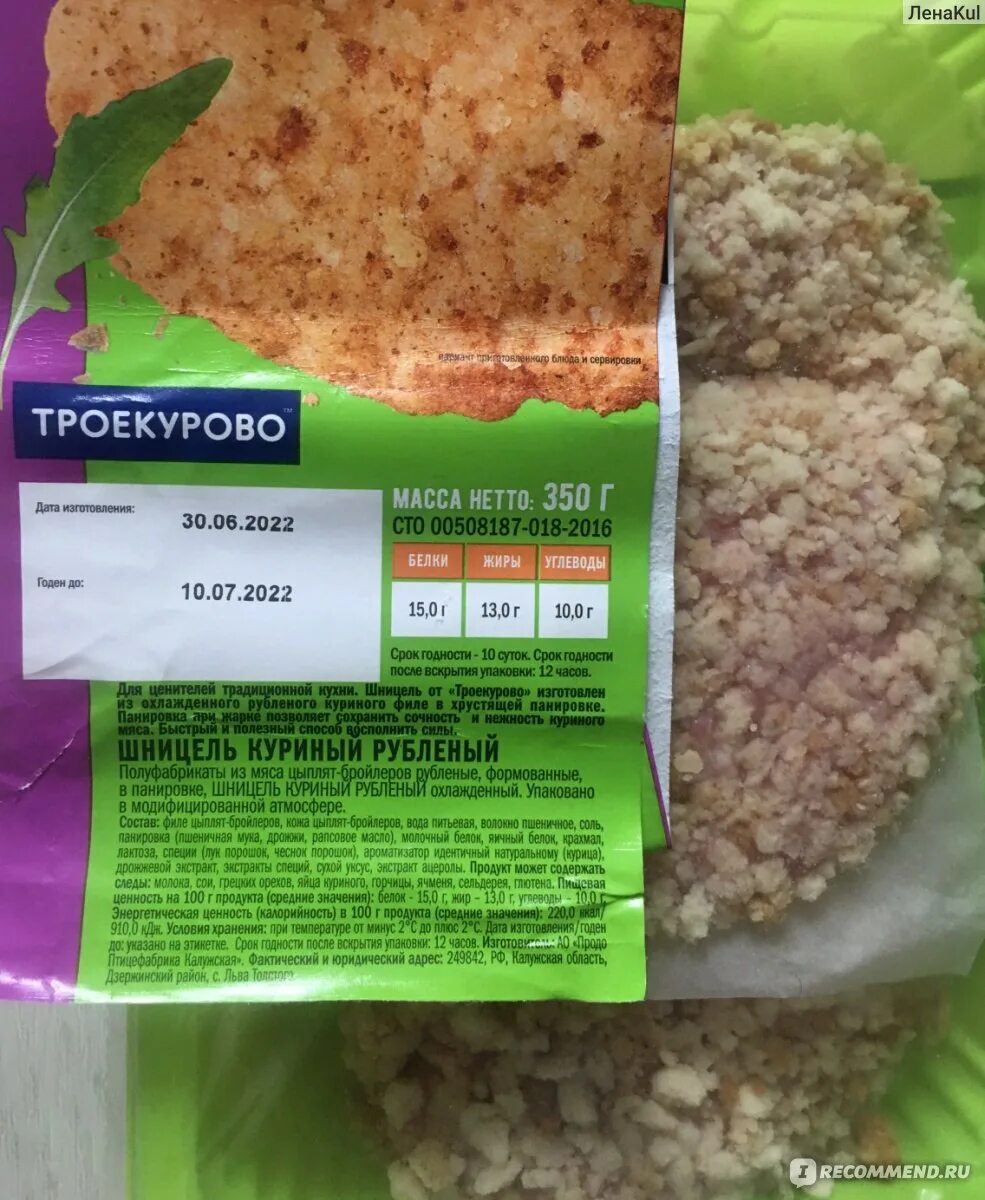 ЛенаKul
вариант приготовленного блюда и сервировки
ТРОЕКУРОВО™
Дата изготовления:
30.06.2022
Годен до:
10.07.2022
МАССА НЕТТО: 350 Г
СТО 00508187-018-2016
БЕЛКИ ЖИРЫ УГЛЕВОДЫ
15,0 г 13,0 г 10,0 г
Срок годности - 10 суток. Срок годности
после вскрытия упаковки: 12 часов.
Для ценителей традиционной кухни. Шницель от «Троекурово» изготовлен
из охлажденного рубленого куриного филе в хрустящей панировке.
Панировка при жарке позволяет сохранить сочность и нежность куриного
мяса. Быстрый и полезный способ восполнить силы.
ШНИЦЕЛЬ КУРИНЫЙ РУБЛЕНЫЙ
Полуфабрикаты из мяса цыплят-бройлеров рубленые, формованные,
в панировке, ШНИЦЕЛЬ КУРИНЫЙ РУБЛЕНЫЙ охлажденный. Упаковано
в модифицированной атмосфере.
Состав: филе цыплят-бройлеров, кожа цыплят-бройлеров, вода питьевая, волокно пшеничное, соль,
панировка (пшеничная мука, дрожжи, рапсовое масло), молочный белок, яичный белок, крахмал,
лактоза, специи (лук порошок, чеснок порошок), ароматизатор идентичный натуральному (курица),
дрожжевой экстракт, экстракты специй, сухой уксус, экстракт ацеролы. Продукт может содержать
следы: молока, сои, грецких орехов, яйца куриного, горчицы, ячменя, сельдерея, глютена. Пищевая
ценность на 100 г продукта (средние значения): белок - 15,0 г, жир - 13,0 г, углеводы - 10,0 г.
Энергетическая ценность (калорийность) в 100 г продукта (средние значения): 220,0 ккал/
910,0 кДж. Условия хранения: при температуре от минус 2°С до плюс 2°С. Дата изготовления/годен
до: указано на этикетке. Срок годности после вскрытия упаковки: 12 часов. Изготовитель: АО «Продо
Птицефабрика Калужская». Фактический и юридический адрес: 249842, РФ, Калужская область,
Дзержинский район, с. Льва Толстого.
IRECOMMEND.RU